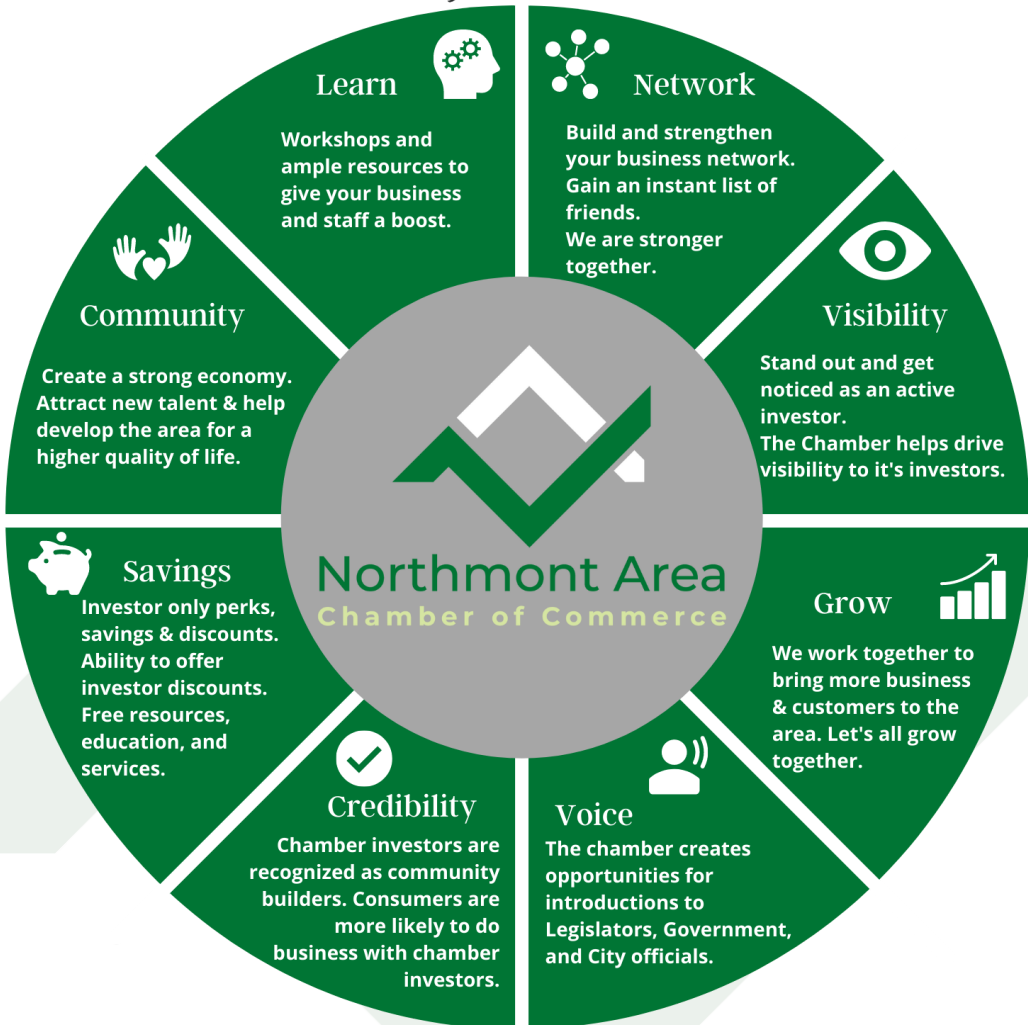 Learn
Workshops and
ample resources to
give your business
and staff a boost.
Network
Build and strengthen
your business network.
Gain an instant list of
friends.
We are stronger
together.
Visibility
Stand out and get
noticed as an active
investor.
The Chamber helps drive
visibility to it's investors.
Grow
We work together to
bring more business
& customers to the
area. Let's all grow
together.
Voice
The chamber creates
opportunities for
introductions to
Legislators, Government,
and City officials.
Credibility
Chamber investors are
recognized as community
builders. Consumers are
more likely to do
business with chamber
investors.
Savings
Investor only perks,
savings & discounts.
Ability to offer
investor discounts.
Free resources,
education, and
services.
Community
Create a strong economy.
Attract new talent & help
develop the area for a
higher quality of life.
Northmont Area
Chamber of Commerce